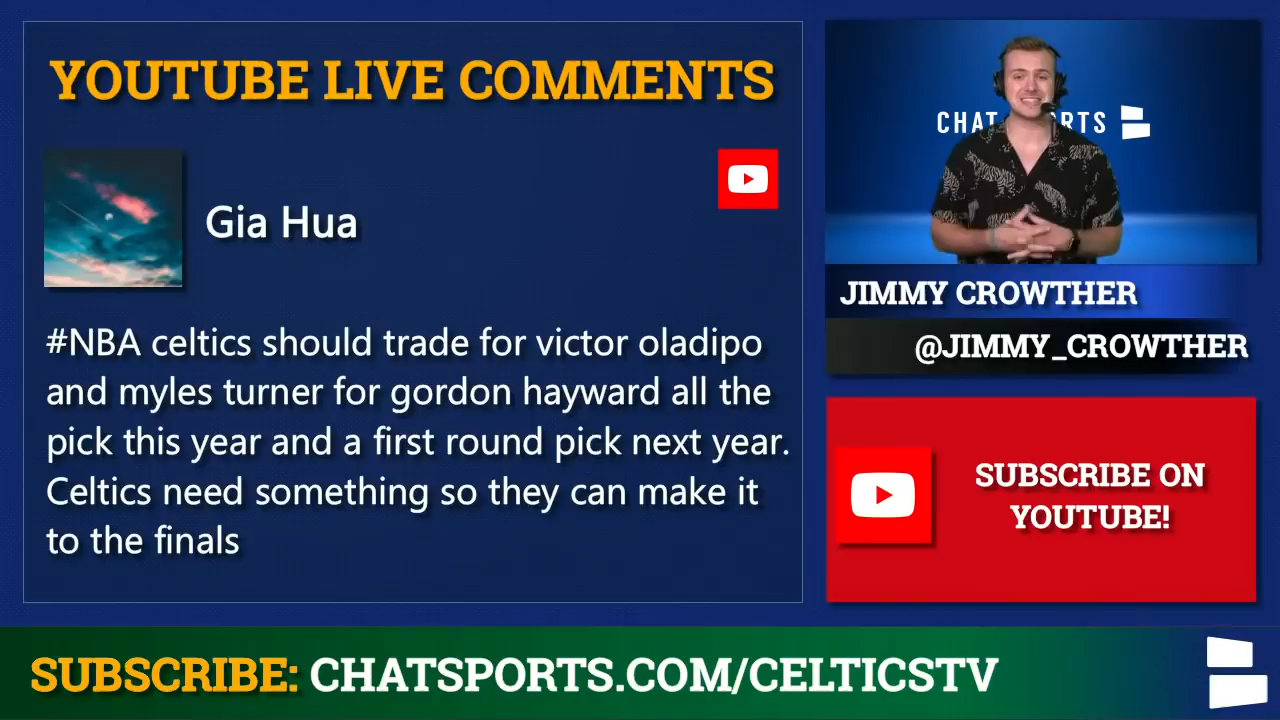 YOUTUBE LIVE COMMENTS
Gia Hua
#NBA celtics should trade for victor oladipo
and myles turner for gordon hayward all the
pick this year and a first round pick next year.
Celtics need something so they can make it
to the finals
CHAT SPORTS
JIMMY CROWTHER
@JIMMY_CROWTHER
SUBSCRIBE ON
YOUTUBE!
SUBSCRIBE: CHATSPORTS.COM/CELTICSTV